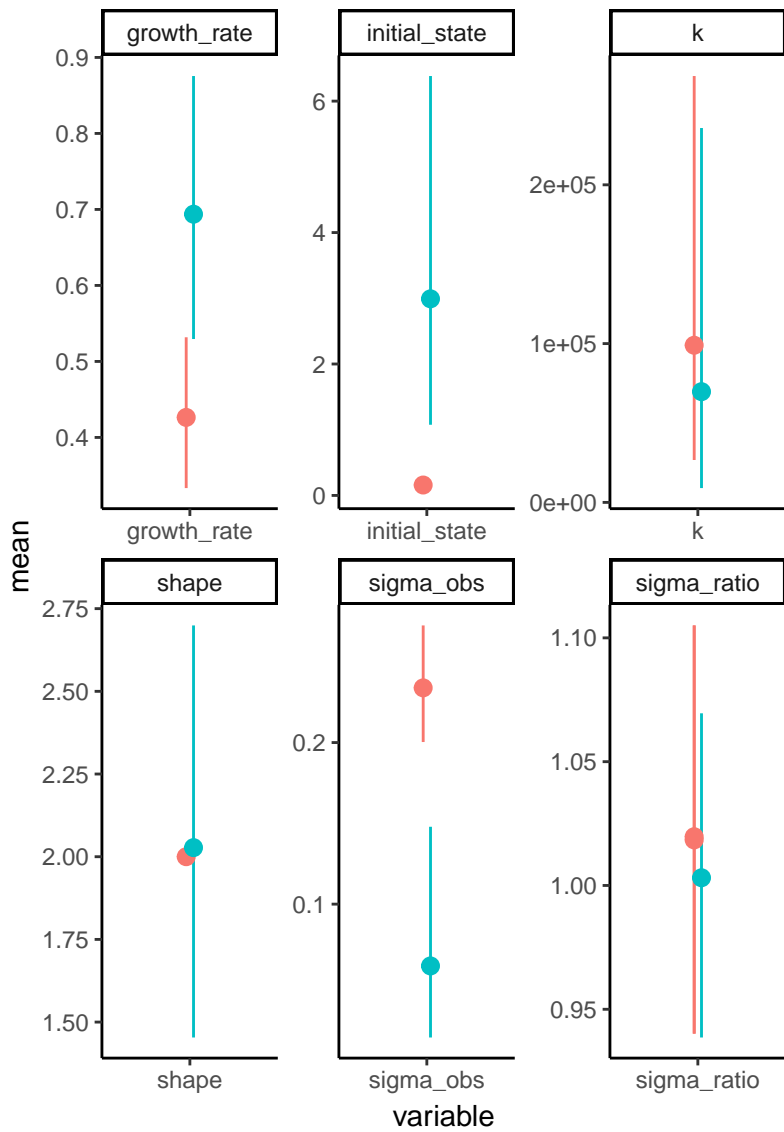 growth_rate
initial_state
k
0.9
0.8
0.7
0.6
0.5
0.4
6
4
2
0
2e+05
1e+05
0e+00
growth_rate
initial_state
k
mean
shape
sigma_obs
sigma_ratio
2.75
2.50
2.25
2.00
1.75
1.50
0.2
0.1
1.10
1.05
1.00
0.95
shape
sigma_obs
sigma_ratio
variable